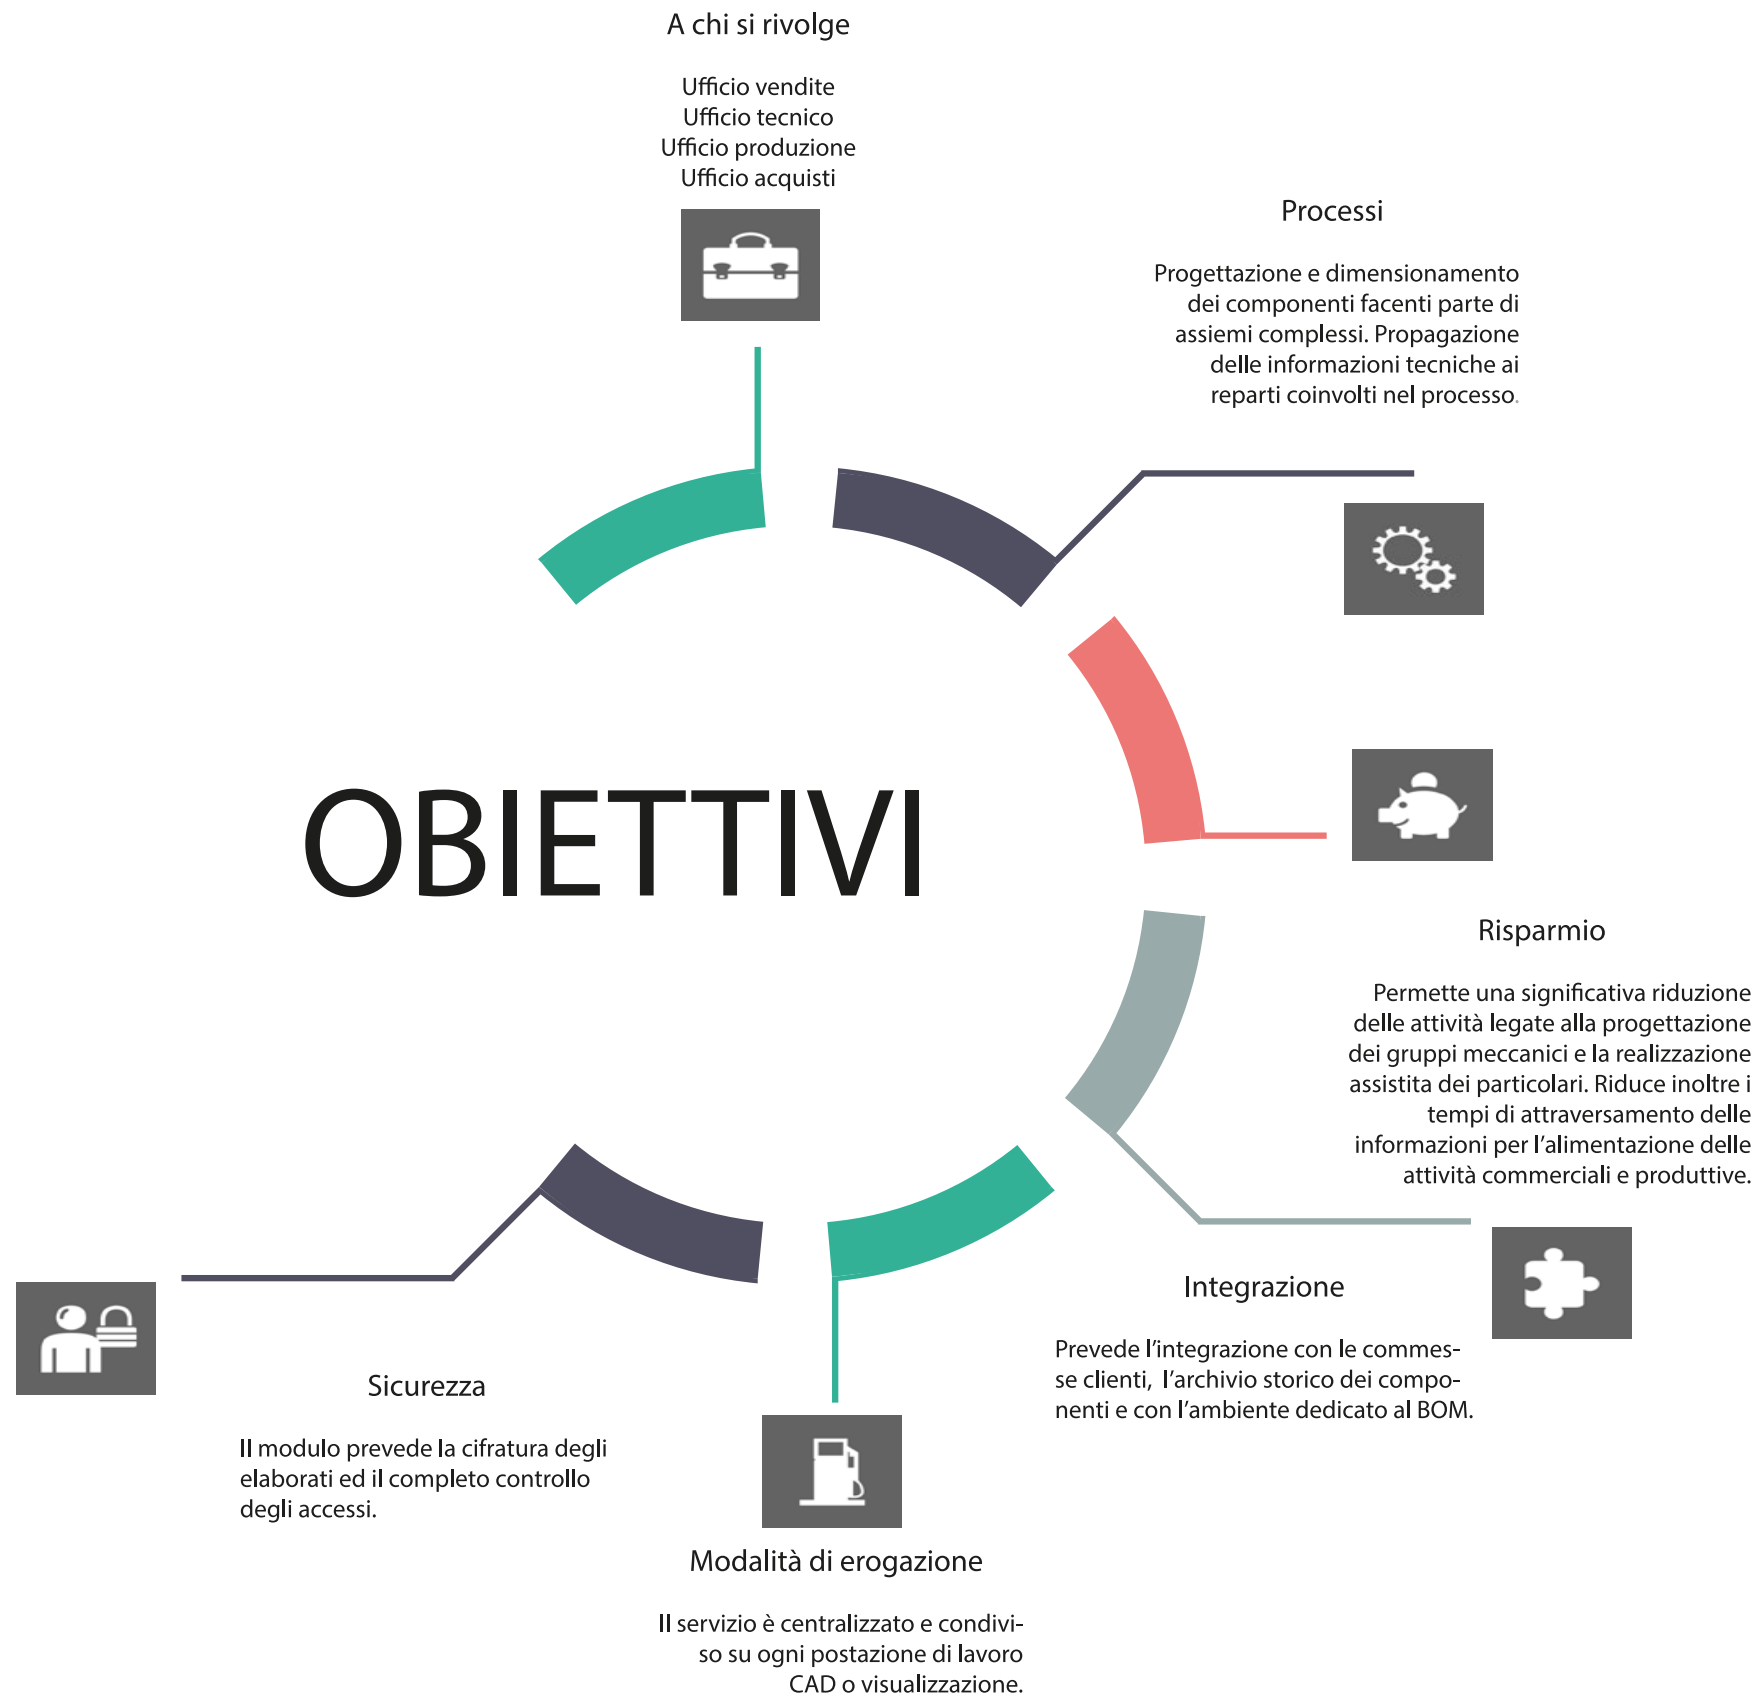 A chi si rivolge
Ufficio vendite
Ufficio tecnico
Ufficio produzione
Ufficio acquisti
Processi
Progettazione e dimensionamento
dei componenti facenti parte di
assiemi complessi. Propagazione
delle informazioni tecniche ai
reparti coinvolti nel processo.
OBIETTIVI
Risparmio
Permette una significativa riduzione
delle attività legate alla progettazione
dei gruppi meccanici e la realizzazione
assistita dei particolari. Riduce inoltre i
tempi di attraversamento delle
informazioni per l'alimentazione delle
attività commerciali e produttive.
Integrazione
Prevede l'integrazione con le commes-
se clienti,  l'archivio storico dei compo-
nenti e con l'ambiente dedicato al BOM.
Sicurezza
Il modulo prevede la cifratura degli
elaborati ed il completo controllo
degli accessi.
Modalità di erogazione
Il servizio è centralizzato e condivi-
so su ogni postazione di lavoro
CAD o visualizzazione.